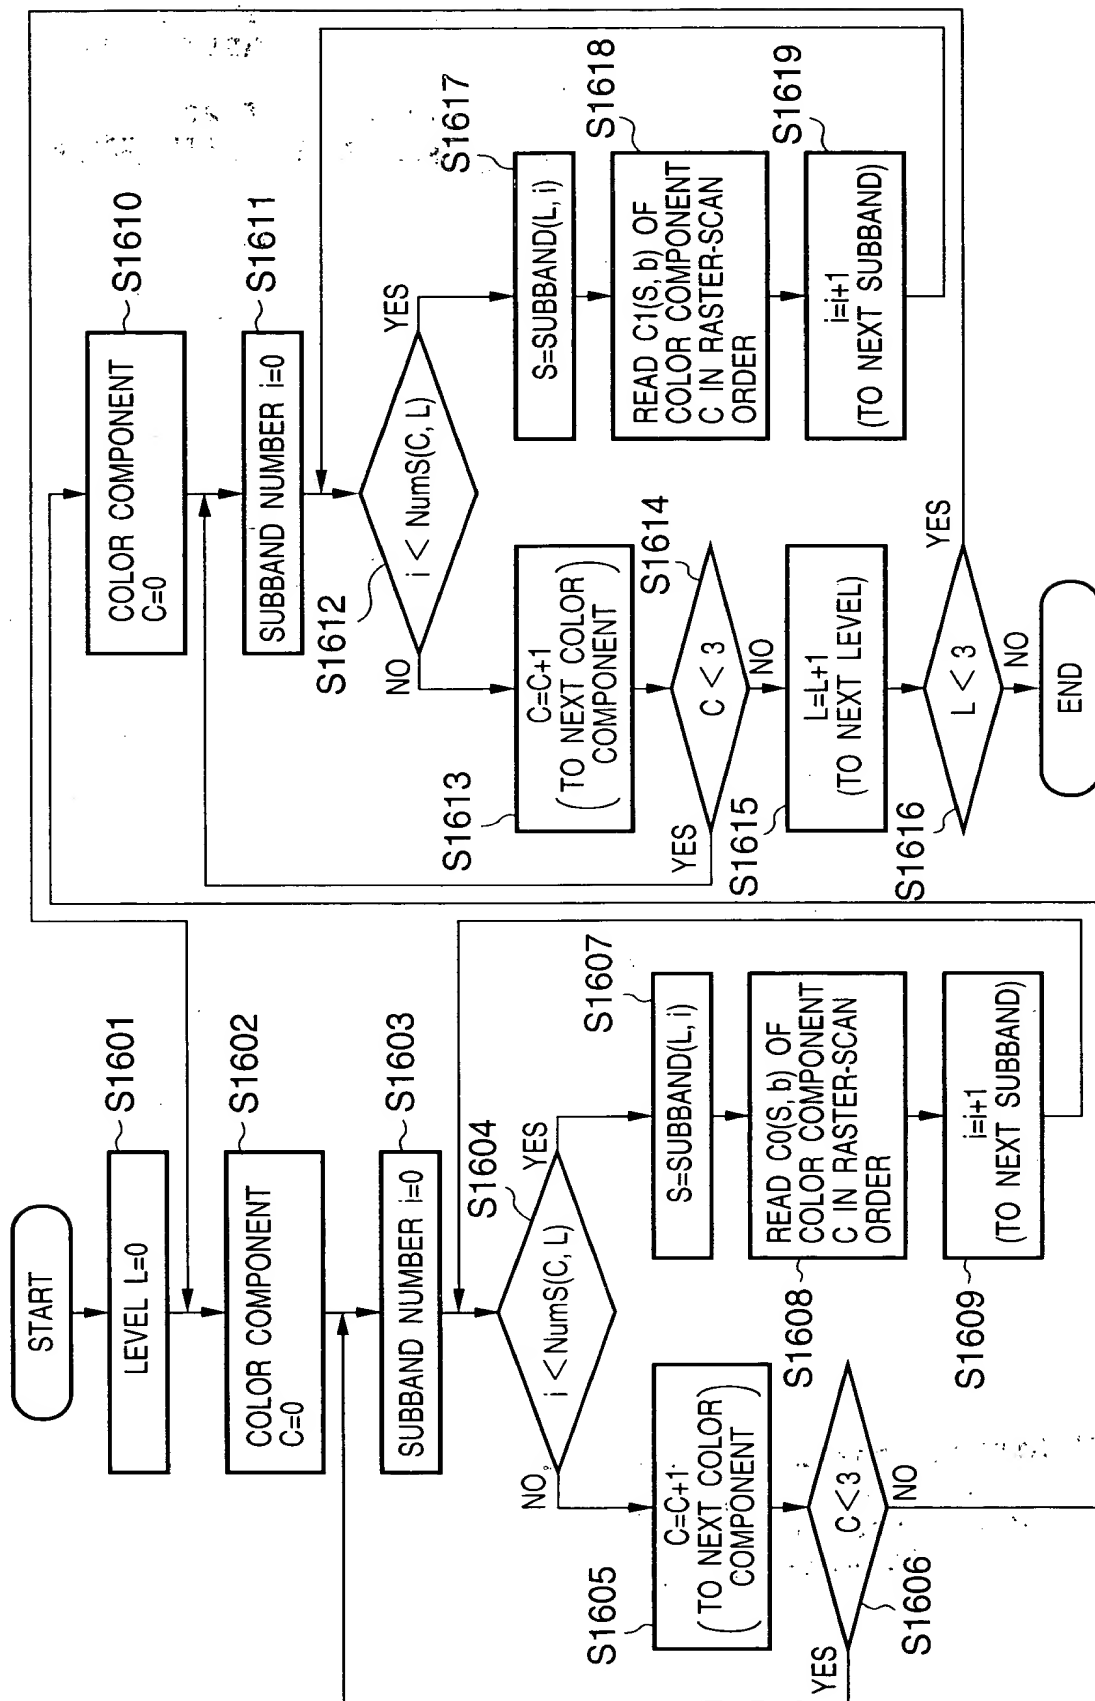 START
LEVEL L=0
S1601
COLOR COMPONENT
C=0
S1602
SUBBAND NUMBER i=0
S1603
i < NumS(C, L)
S1604
NO
YES
C=C+1
(TO NEXT COLOR
COMPONENT)
S1605
C<3
S1606
YES
NO
S=SUBBAND(L, i)
S1607
READ C0(S, b) OF
COLOR COMPONENT
C IN RASTER-SCAN
ORDER
S1608
i=i+1
(TO NEXT SUBBAND)
S1609
COLOR COMPONENT
C=0
S1610
SUBBAND NUMBER i=0
S1611
i < NumS(C, L)
S1612
NO
YES
C=C+1
(TO NEXT COLOR
COMPONENT)
S1613
C < 3
S1614
YES
NO
L=L+1
(TO NEXT LEVEL)
S1615
L < 3
S1616
YES
NO
END
S=SUBBAND(L, i)
S1617
READ C1(S, b) OF
COLOR COMPONENT
C IN RASTER-SCAN
ORDER
S1618
i=i+1
(TO NEXT SUBBAND)
S1619